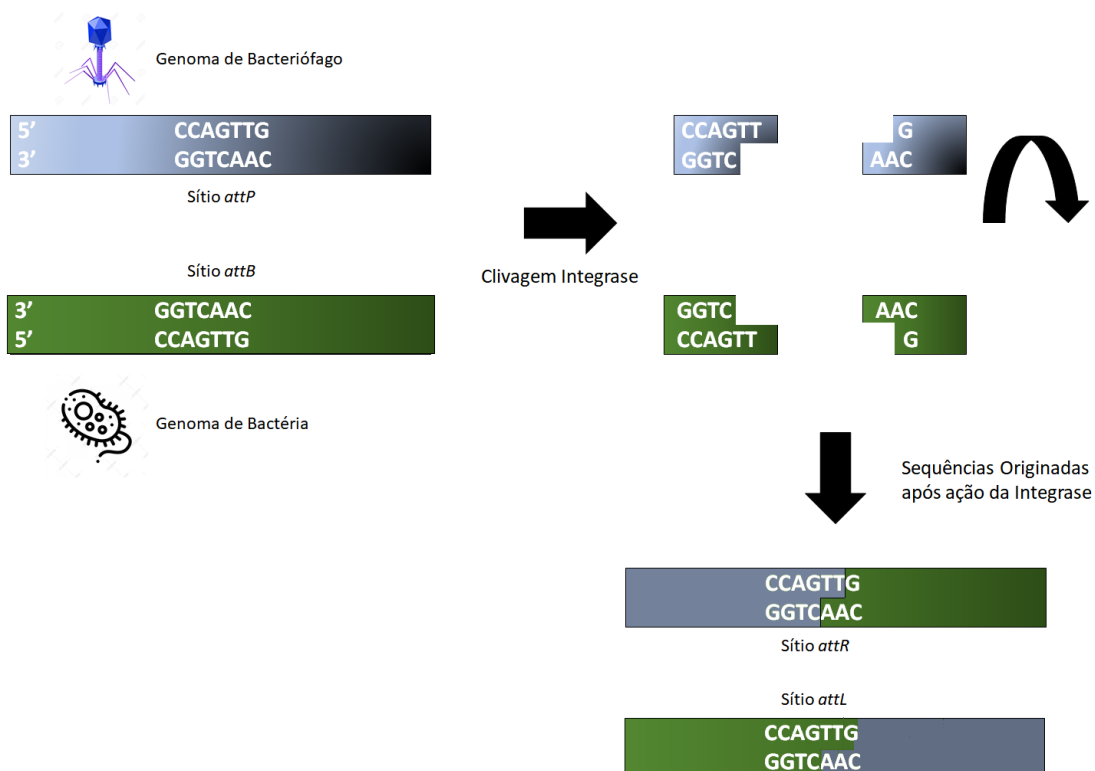 Genoma de Bacteriófago
5’ CCAGTTG
3’ GGTCAAC
Sítio attP
CCAGTT G
GGTC AAC
Clivagem Integrase
Sítio attB
3’ GGTCAAC
5’ CCAGTTG
GGTC AAC
CCAGTT G
Genoma de Bactéria
Sequências Originadas
após ação da Integrase
CCAGTTG
GGTCAAC
Sítio attR
Sítio attL
CCAGTTG
GGTCAAC